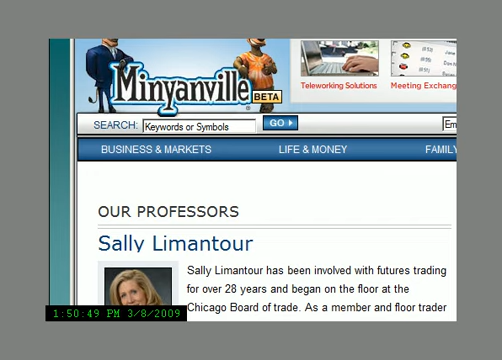 Minyanville
BETA
Teleworking Solutions
Meeting Exchang
SEARCH: Keywords or Symbols GO
Em
BUSINESS & MARKETS LIFE & MONEY FAMILY
OUR PROFESSORS
Sally Limantour
Sally Limantour has been involved with futures trading
for over 28 years and began on the floor at the
Chicago Board of trade. As a member and floor trader
1:50:49 PM 3/8/2009